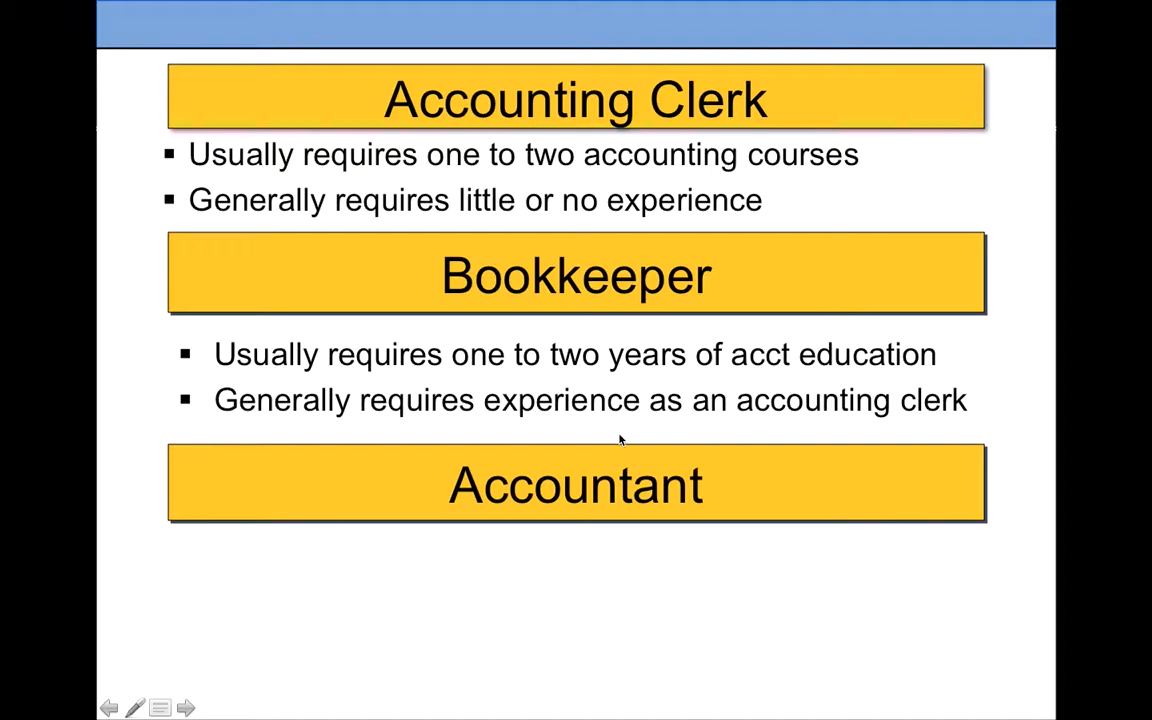 Accounting Clerk
▪ Usually requires one to two accounting courses
▪ Generally requires little or no experience
Bookkeeper
▪ Usually requires one to two years of acct education
▪ Generally requires experience as an accounting clerk
Accountant